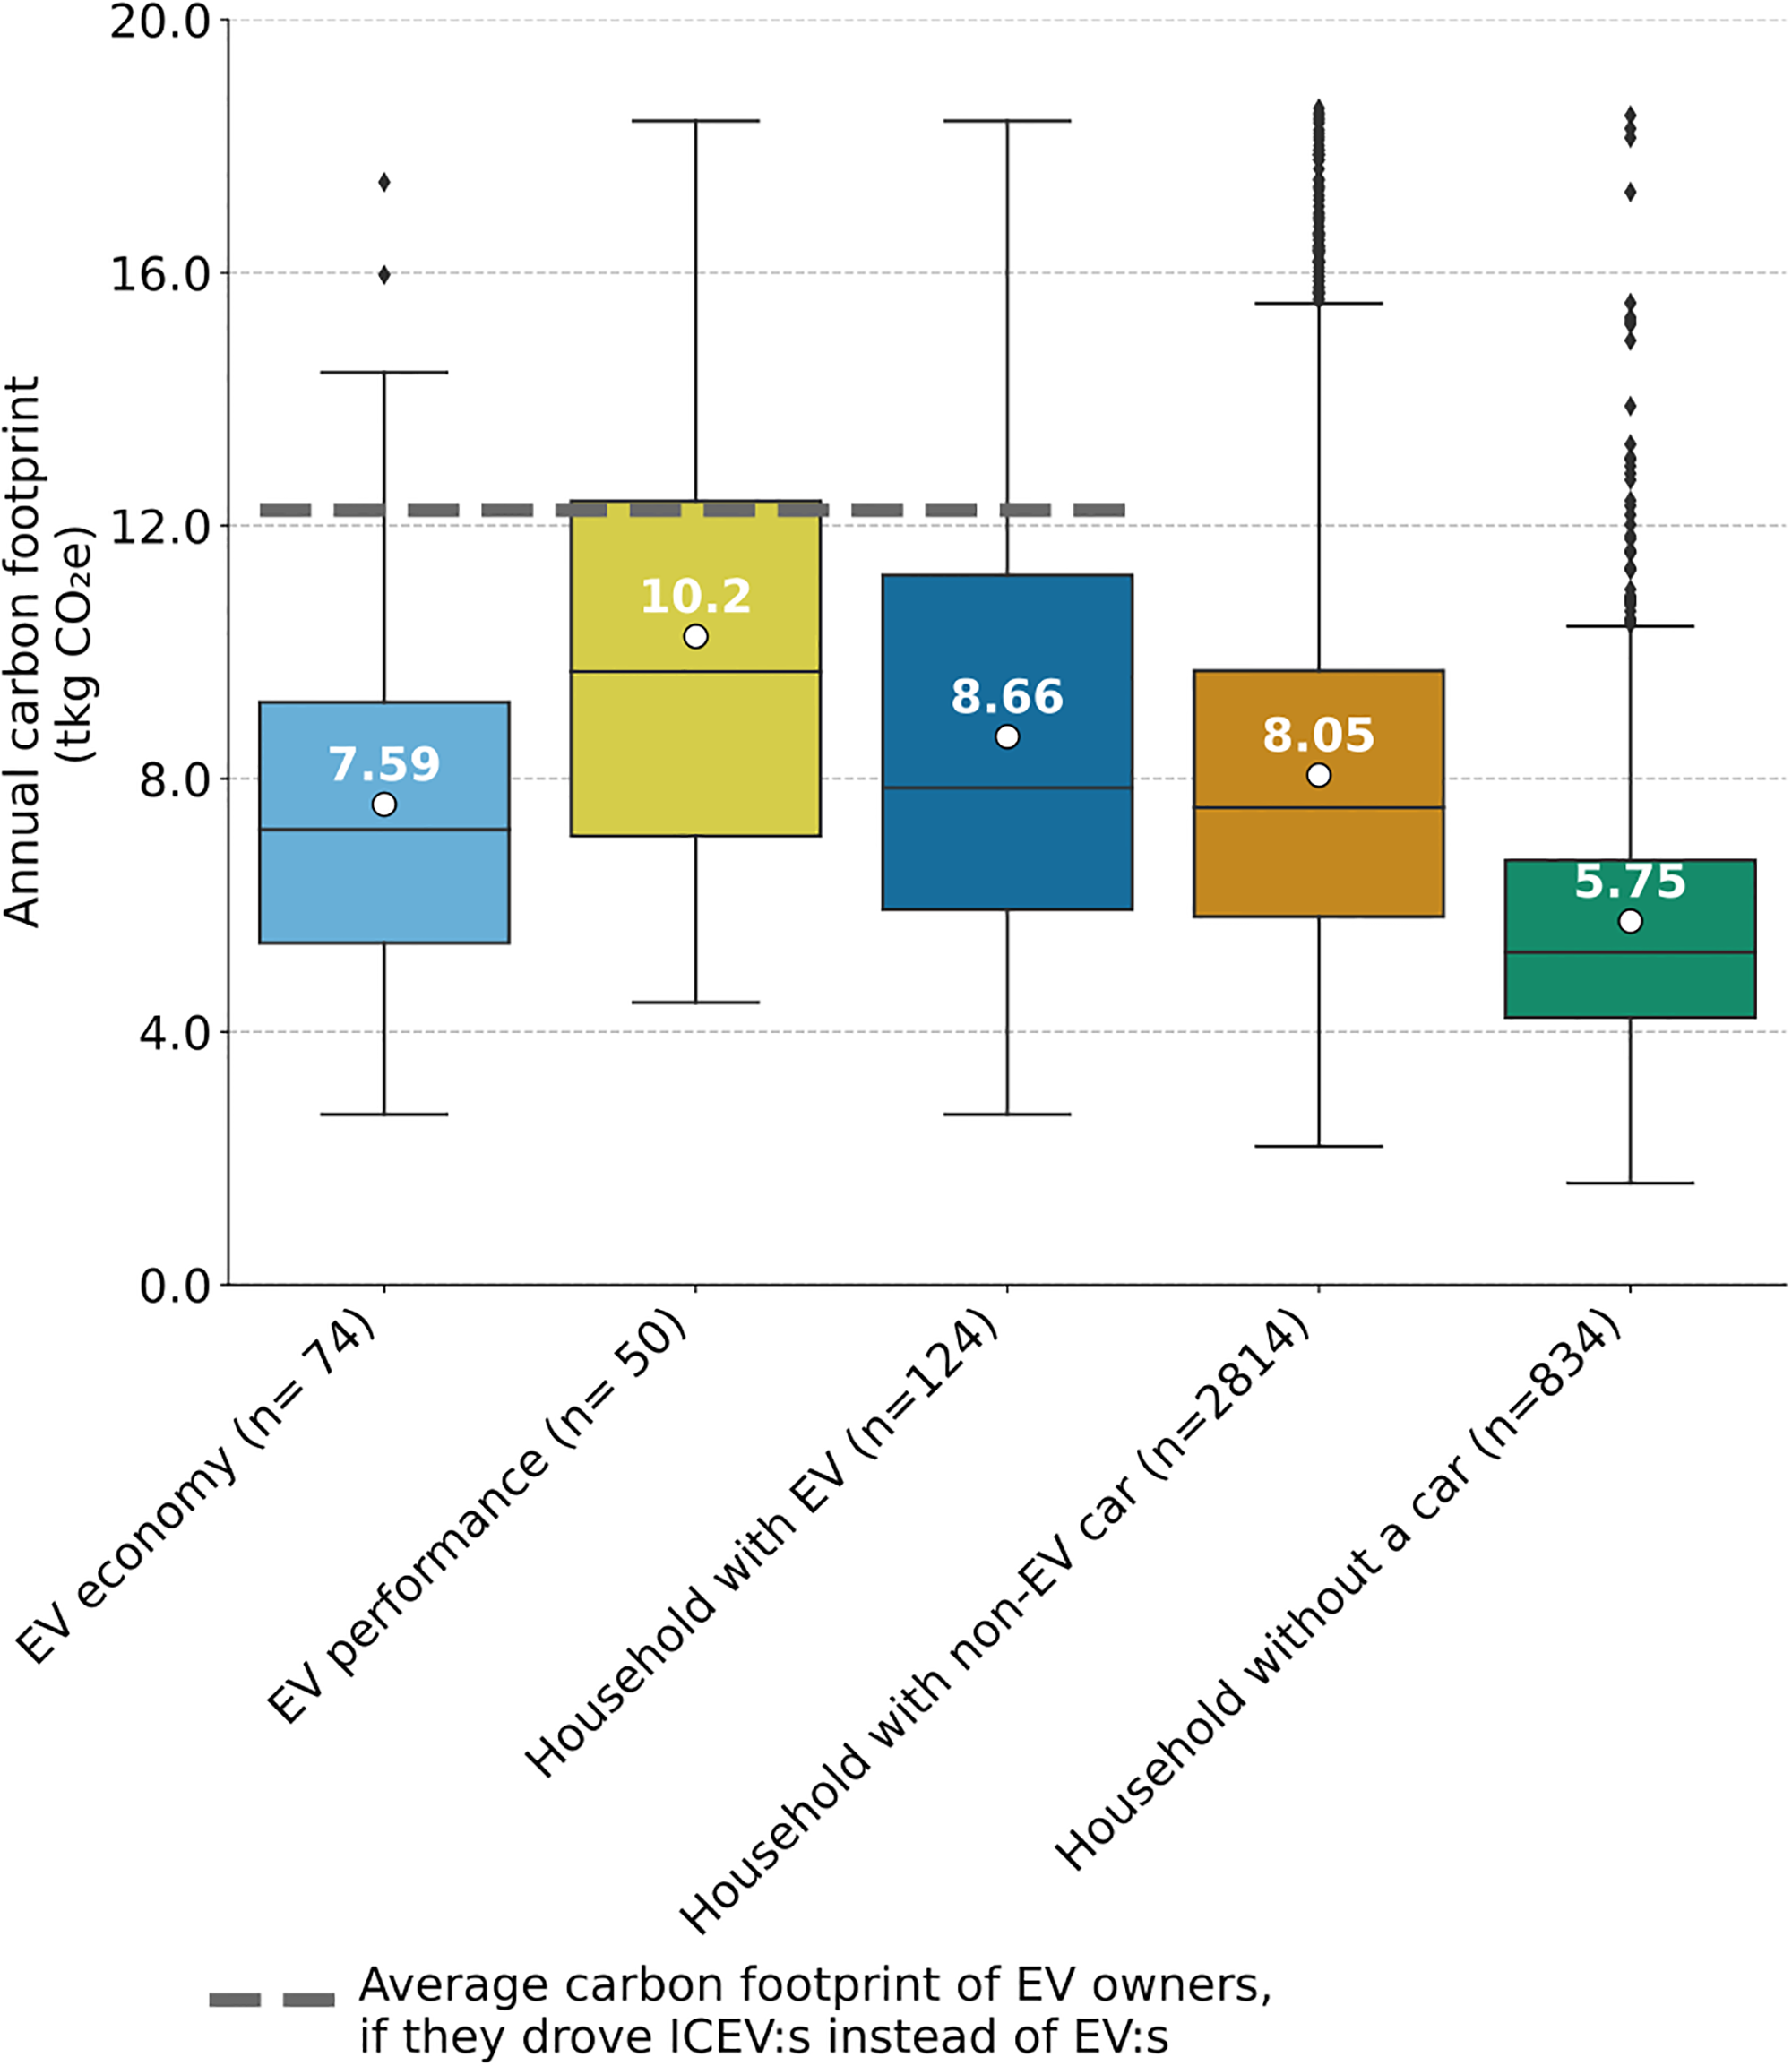 Annual carbon footprint
(tkg CO₂e)
20.0
16.0
12.0
8.0
4.0
0.0
7.59
10.2
8.66
8.05
5.75
EV economy (n= 74)
EV performance (n= 50)
Household with EV (n=124)
Household with non-EV car (n=2814)
Household without a car (n=834)
Average carbon footprint of EV owners,
if they drove ICEV:s instead of EV:s